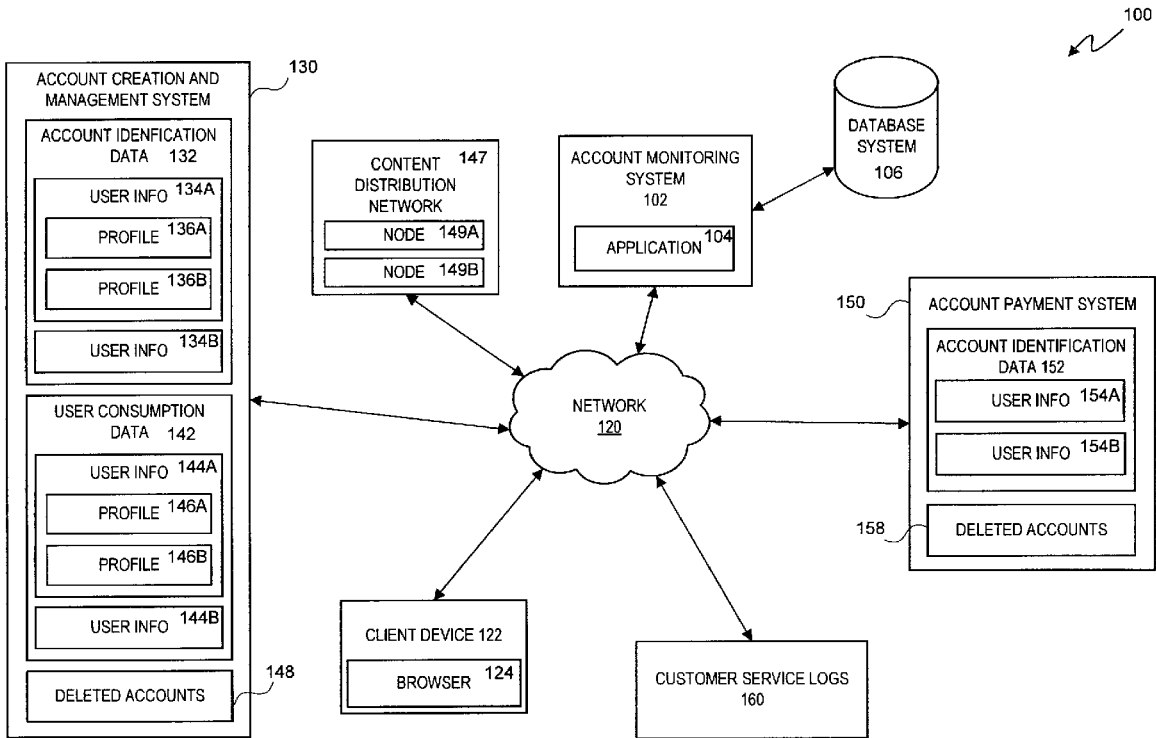 100
130
ACCOUNT CREATION AND
MANAGEMENT SYSTEM
ACCOUNT IDENFICATION
DATA 132
USER INFO 134A
PROFILE 136A
PROFILE 136B
USER INFO 134B
USER CONSUMPTION
DATA 142
USER INFO 144A
PROFILE 146A
PROFILE 146B
USER INFO 144B
DELETED ACCOUNTS
148
CONTENT 147
DISTRIBUTION
NETWORK
NODE 149A
NODE 149B
ACCOUNT MONITORING
SYSTEM
102
APPLICATION 104
DATABASE
SYSTEM
106
NETWORK
120
150
ACCOUNT PAYMENT SYSTEM
ACCOUNT IDENTIFICATION
DATA 152
USER INFO 154A
USER INFO 154B
158
DELETED ACCOUNTS
CLIENT DEVICE 122
BROWSER 124
CUSTOMER SERVICE LOGS
160